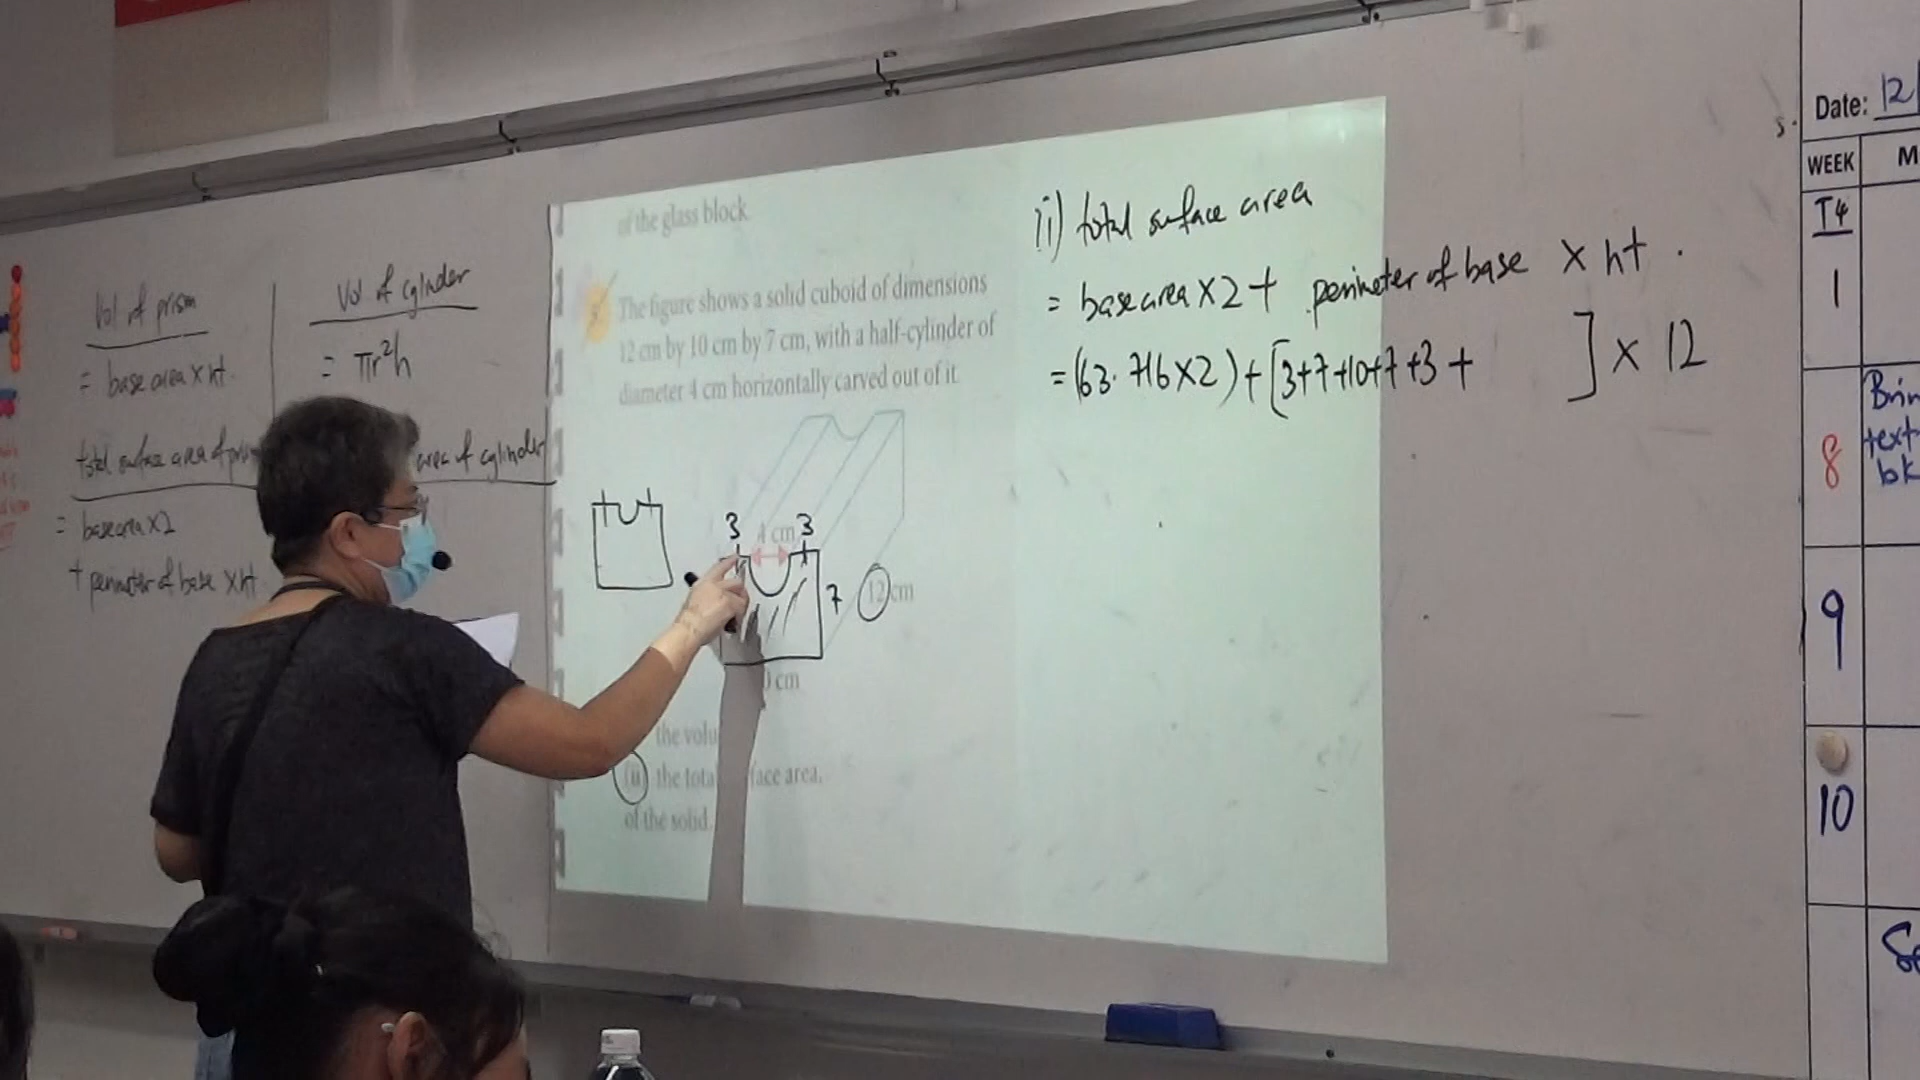 Vol of prism
= base area x ht.
Vol of cylinder
= πr²h
total surface area of prism
= base area x 2
+ perimeter of base x ht
area of cylinder
of the glass block
The figure shows a solid cuboid of dimensions
12 cm by 10 cm by 7 cm, with a half-cylinder of
diameter 4 cm horizontally carved out of it.
3
4 cm
3
7
12 cm
cm
the volu
(ii) the tota face area.
of the solid.
ii) total surface area
= base area x 2 + perimeter of base x ht.
= (63.716 x 2) + [3+7+10+7+3+ ] x 12
Date: 12/
WEEK
M
T4
1
8
Brin
text
bk
9
10